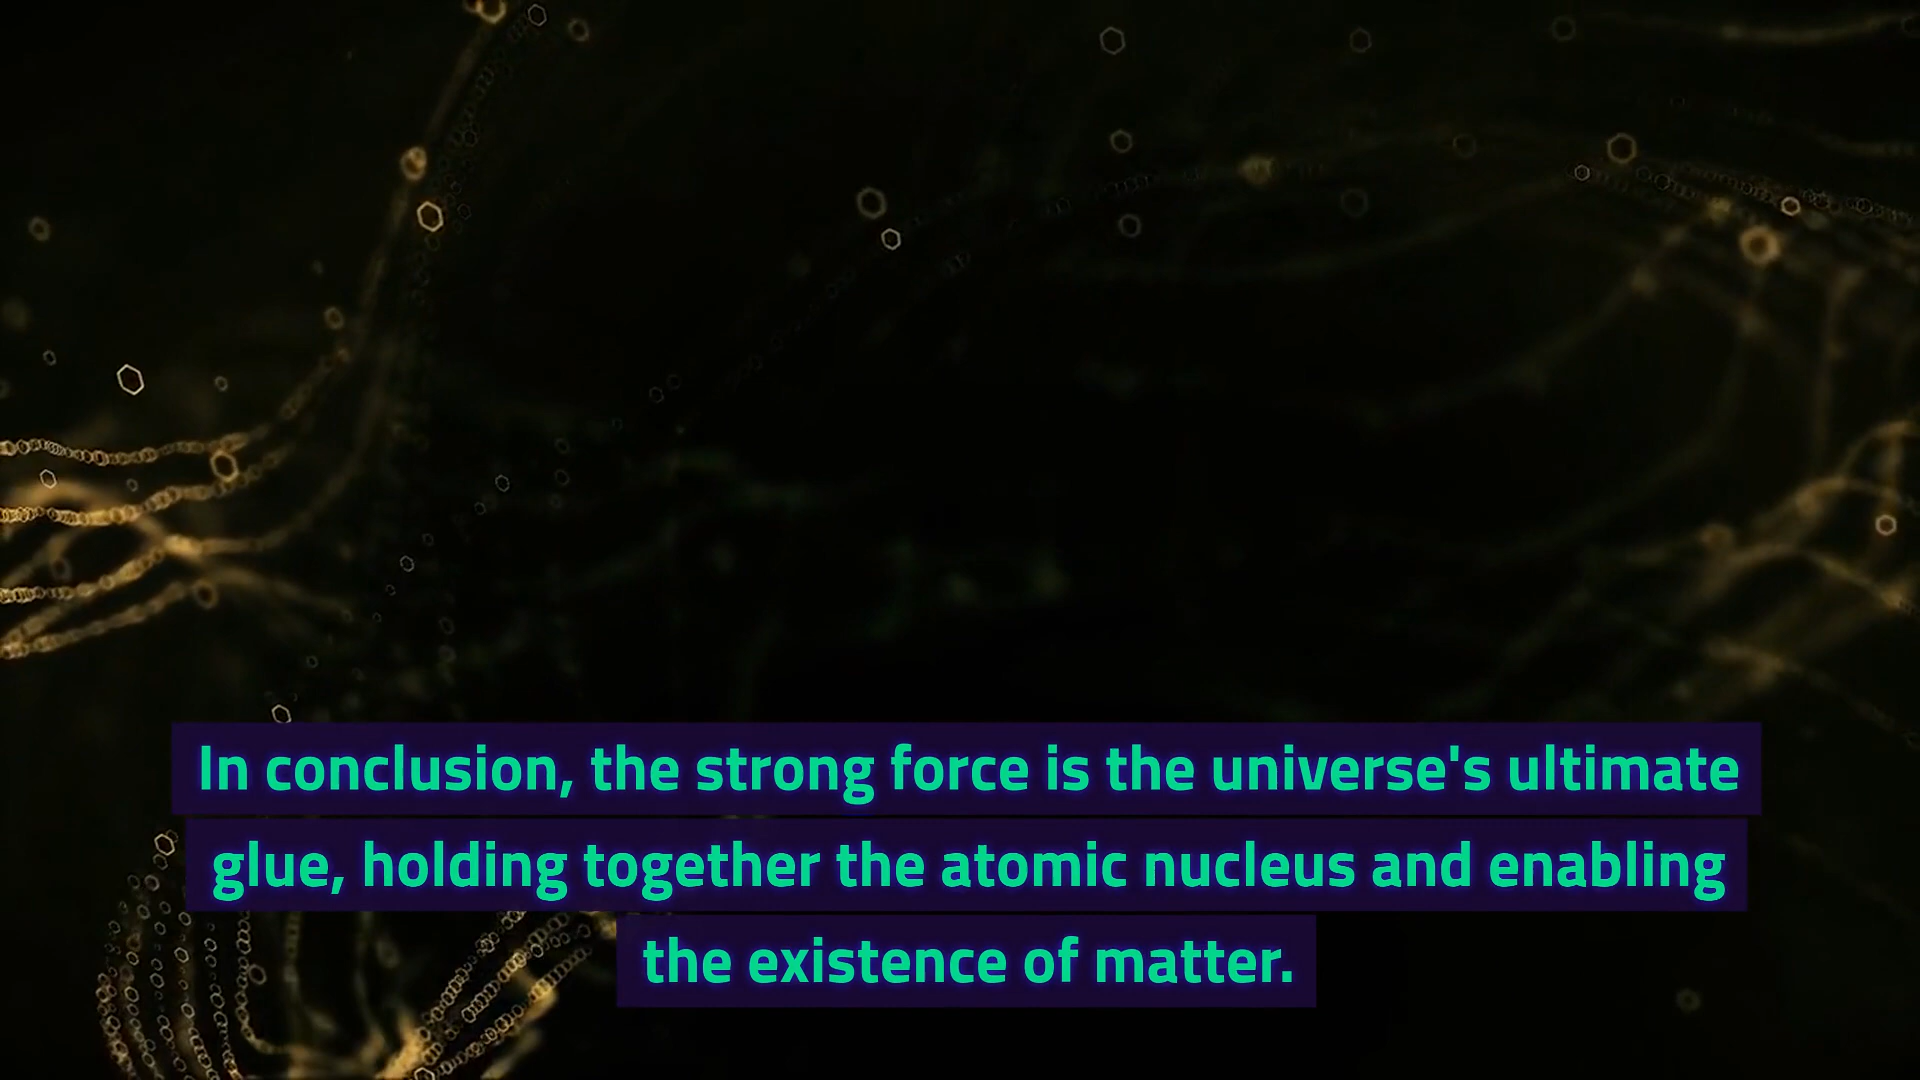 In conclusion, the strong force is the universe's ultimate
glue, holding together the atomic nucleus and enabling
the existence of matter.